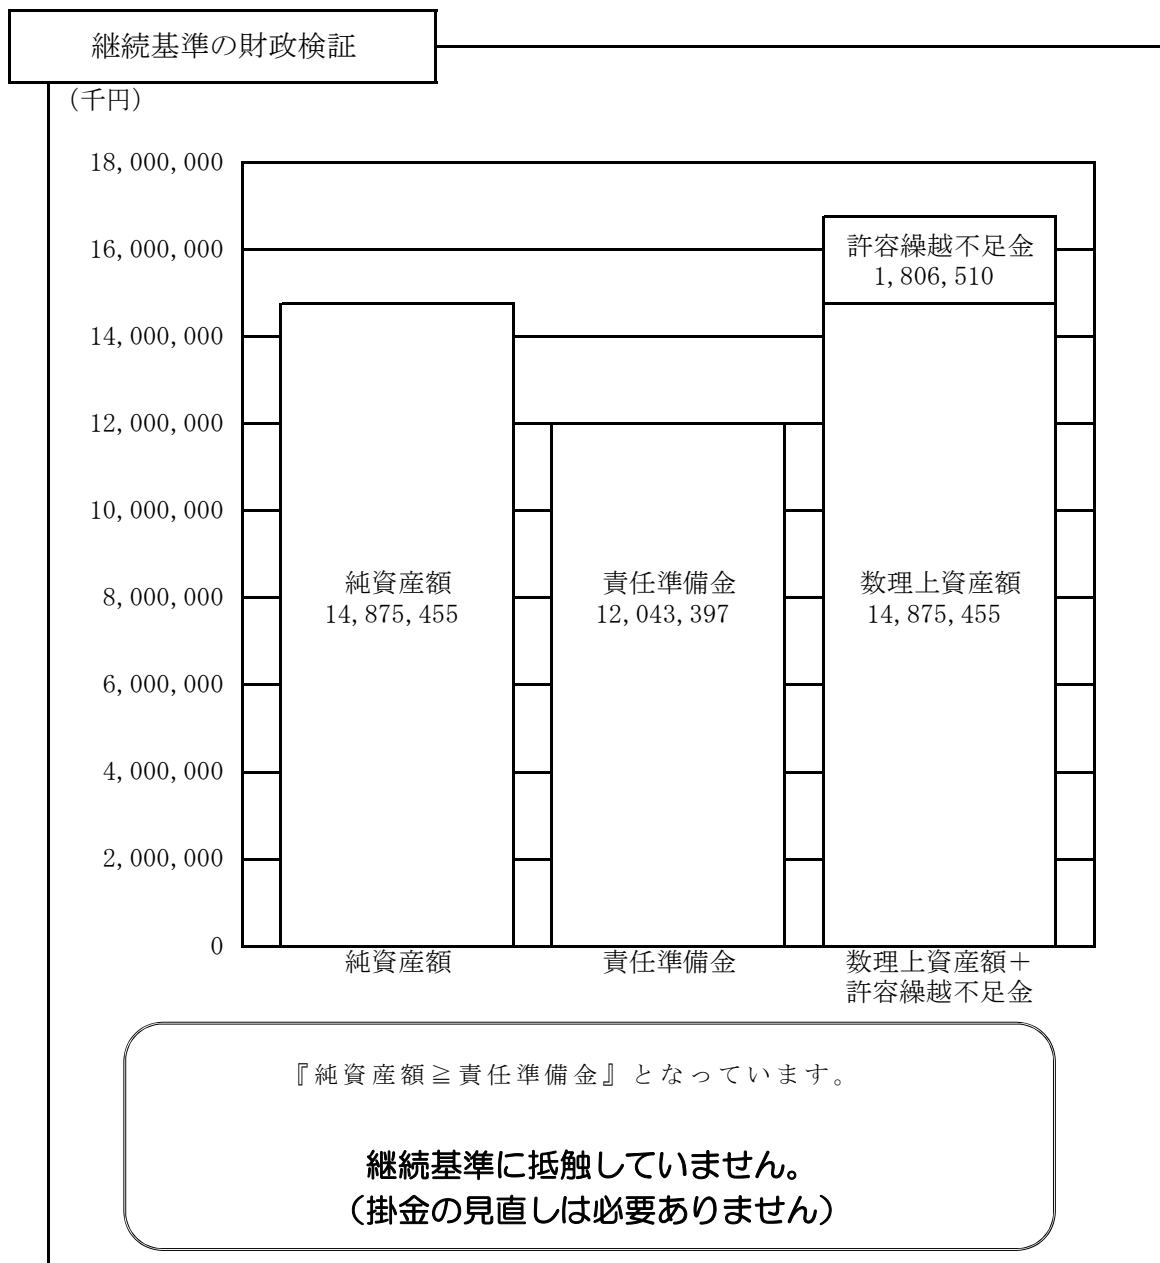 継続基準の財政検証
(千円)
18,000,000
16,000,000
14,000,000
12,000,000
10,000,000
8,000,000
6,000,000
4,000,000
2,000,000
0
許容繰越不足金
1,806,510
純資産額
14,875,455
責任準備金
12,043,397
数理上資産額
14,875,455
純資産額
責任準備金
数理上資産額＋
許容繰越不足金
『純資産額≧責任準備金』となっています。
継続基準に抵触していません。
（掛金の見直しは必要ありません）